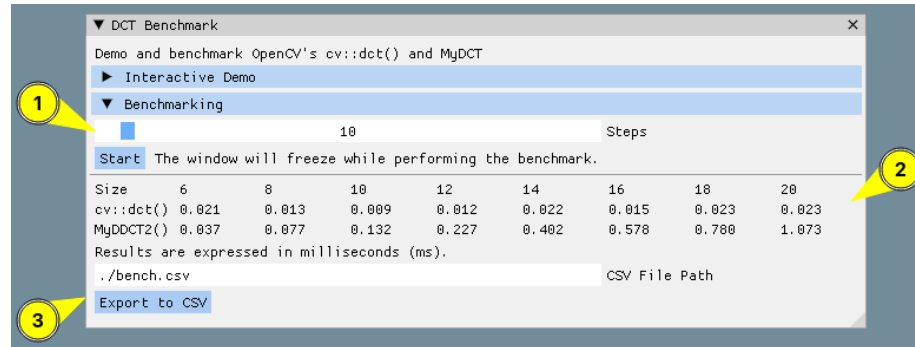 ▼ DCT Benchmark ×
Demo and benchmark OpenCV's cv::dct() and MyDCT
▶ Interactive Demo
▼ Benchmarking
1
10 Steps
Start The window will freeze while performing the benchmark.
2
Size 6 8 10 12 14 16 18 20
cv::dct() 0.021 0.013 0.009 0.012 0.022 0.015 0.023 0.023
MyDDCT2() 0.037 0.077 0.132 0.227 0.402 0.578 0.780 1.073
Results are expressed in milliseconds (ms).
./bench.csv CSV File Path
Export to CSV
3